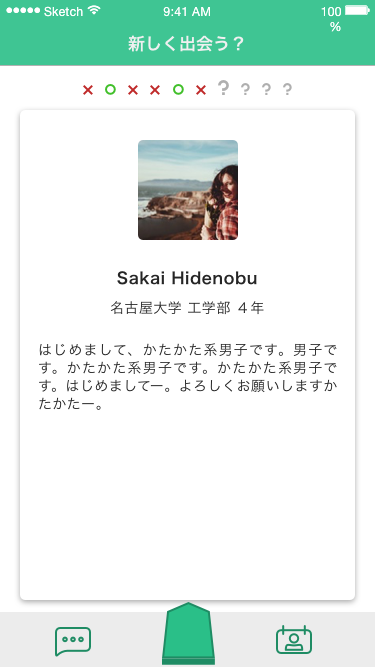 Sketch 9:41 AM 100
%
新しく出会う？
× ○ × × ○ × ? ? ? ?
Sakai Hidenobu
名古屋大学 工学部 ４年
はじめまして、かたかた系男子です。男子で
す。かたかた系男子です。かたかた系男子で
す。はじめましてー。よろしくお願いしますか
たかたー。